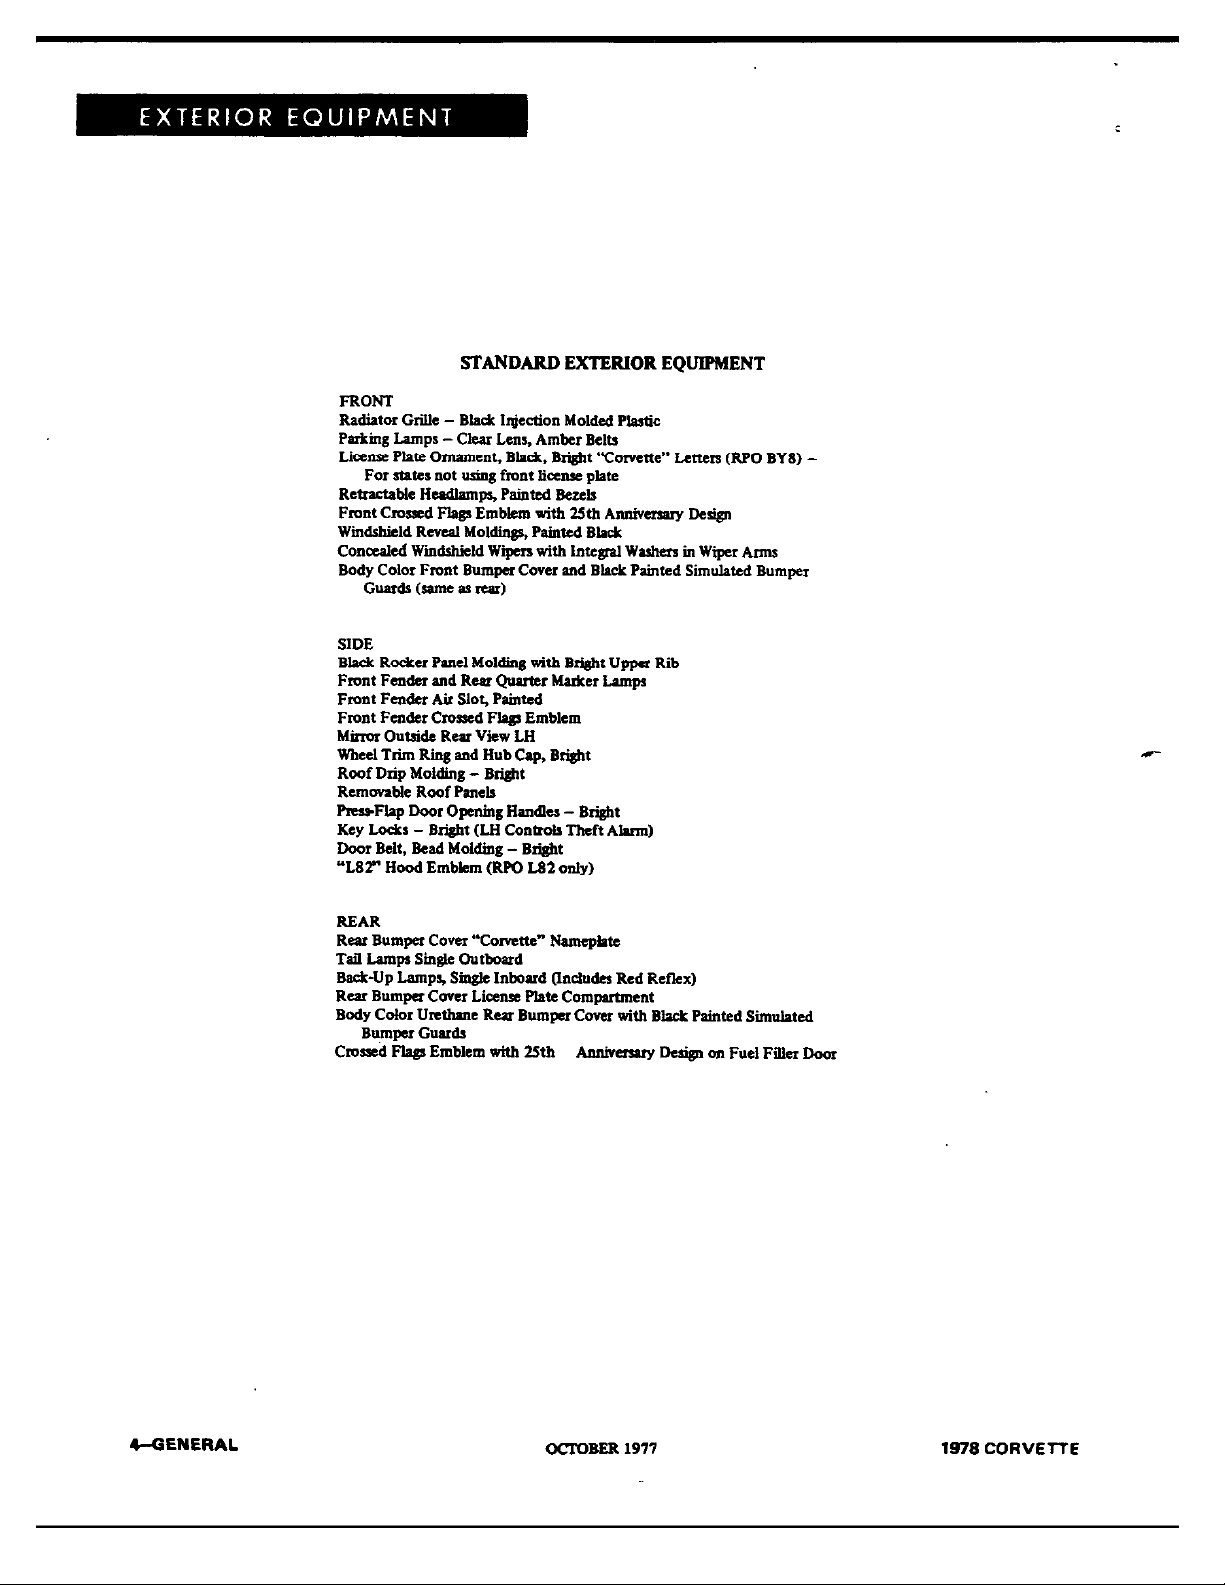 EXTERIOR EQUIPMENT
STANDARD EXTERIOR EQUIPMENT
FRONT
Radiator Grille – Black Injection Molded Plastic
Parking Lamps – Clear Lens, Amber Belts
License Plate Ornament, Black, Bright “Corvette” Letters (RPO BY8) –
For states not using front license plate
Retractable Headlamps, Painted Bezels
Front Crossed Flags Emblem with 25th Anniversary Design
Windshield Reveal Moldings, Painted Black
Concealed Windshield Wipers with Integral Washers in Wiper Arms
Body Color Front Bumper Cover and Black Painted Simulated Bumper
Guards (same as rear)
SIDE
Black Rocker Panel Molding with Bright Upper Rib
Front Fender and Rear Quarter Marker Lamps
Front Fender Air Slot, Painted
Front Fender Crossed Flags Emblem
Mirror Outside Rear View LH
Wheel Trim Ring and Hub Cap, Bright
Roof Drip Molding – Bright
Removable Roof Panels
Press-Flap Door Opening Handles – Bright
Key Locks – Bright (LH Controls Theft Alarm)
Door Belt, Bead Molding – Bright
“L82” Hood Emblem (RPO L82 only)
REAR
Rear Bumper Cover “Corvette” Nameplate
Tail Lamps Single Outboard
Back-Up Lamps, Single Inboard (Includes Red Reflex)
Rear Bumper Cover License Plate Compartment
Body Color Urethane Rear Bumper Cover with Black Painted Simulated
Bumper Guards
Crossed Flags Emblem with 25th Anniversary Design on Fuel Filler Door
4—GENERAL
OCTOBER 1977
1978 CORVETTE